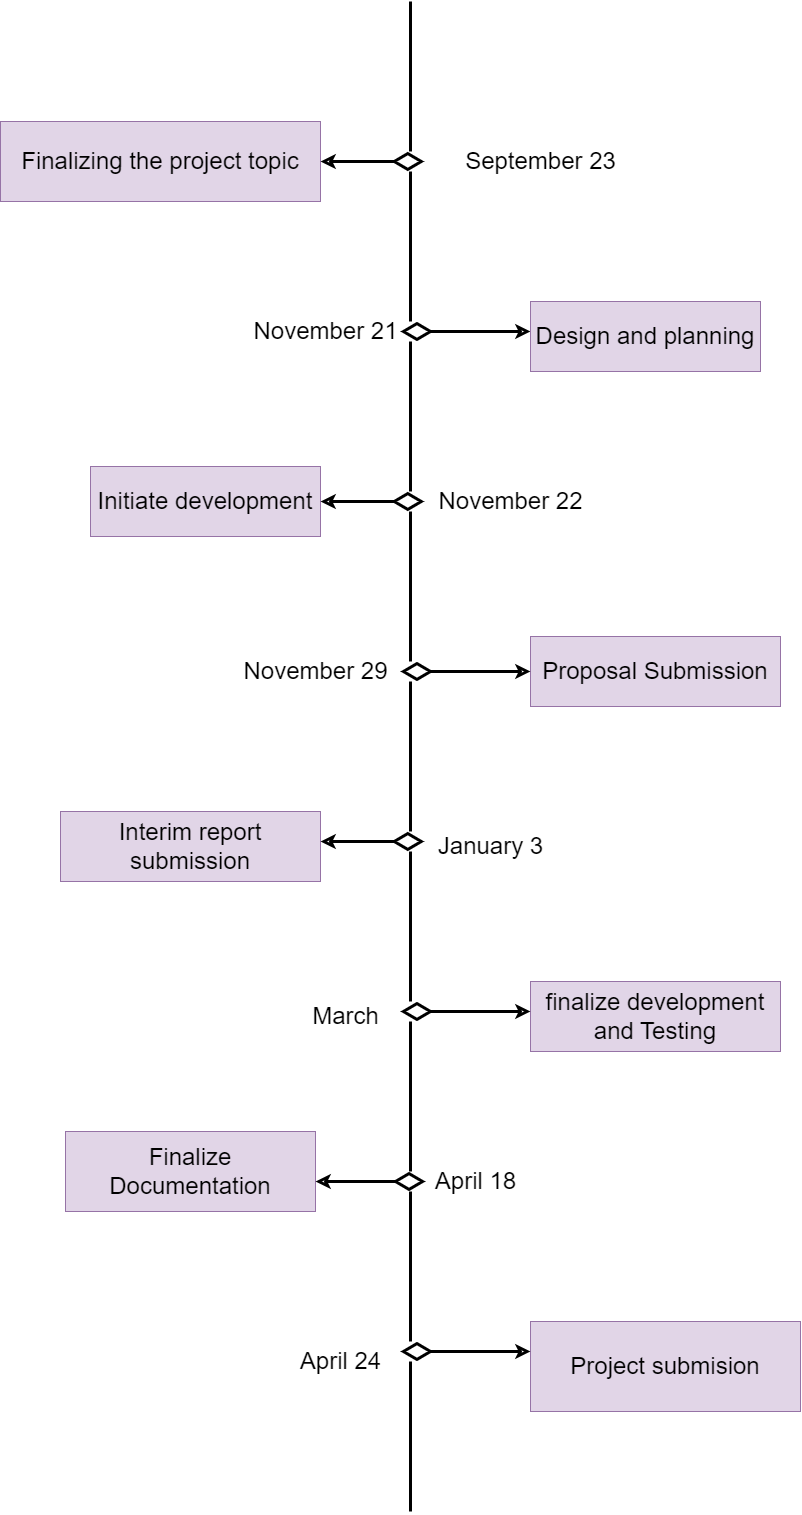 Finalizing the project topic
September 23
November 21
Design and planning
Initiate development
November 22
November 29
Proposal Submission
Interim report
submission
January 3
March
finalize development
and Testing
Finalize
Documentation
April 18
April 24
Project submision